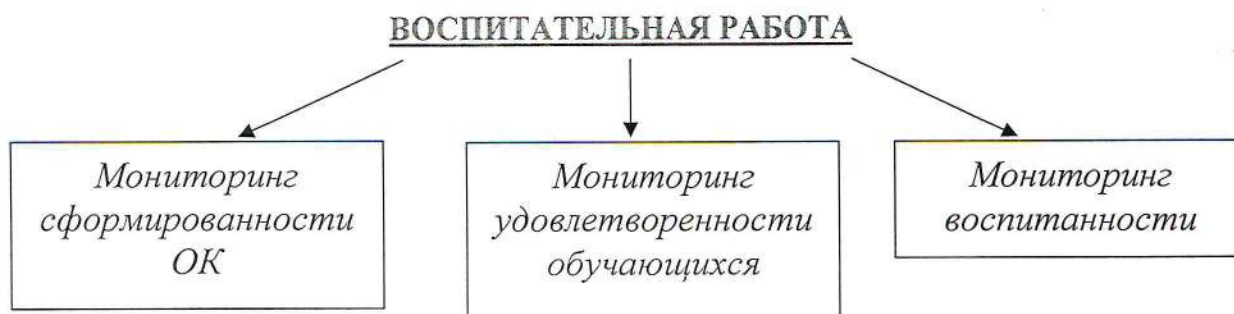 ВОСПИТАТЕЛЬНАЯ РАБОТА
Мониторинг
сформированности
ОК
Мониторинг
удовлетворенности
обучающихся
Мониторинг
воспитанности